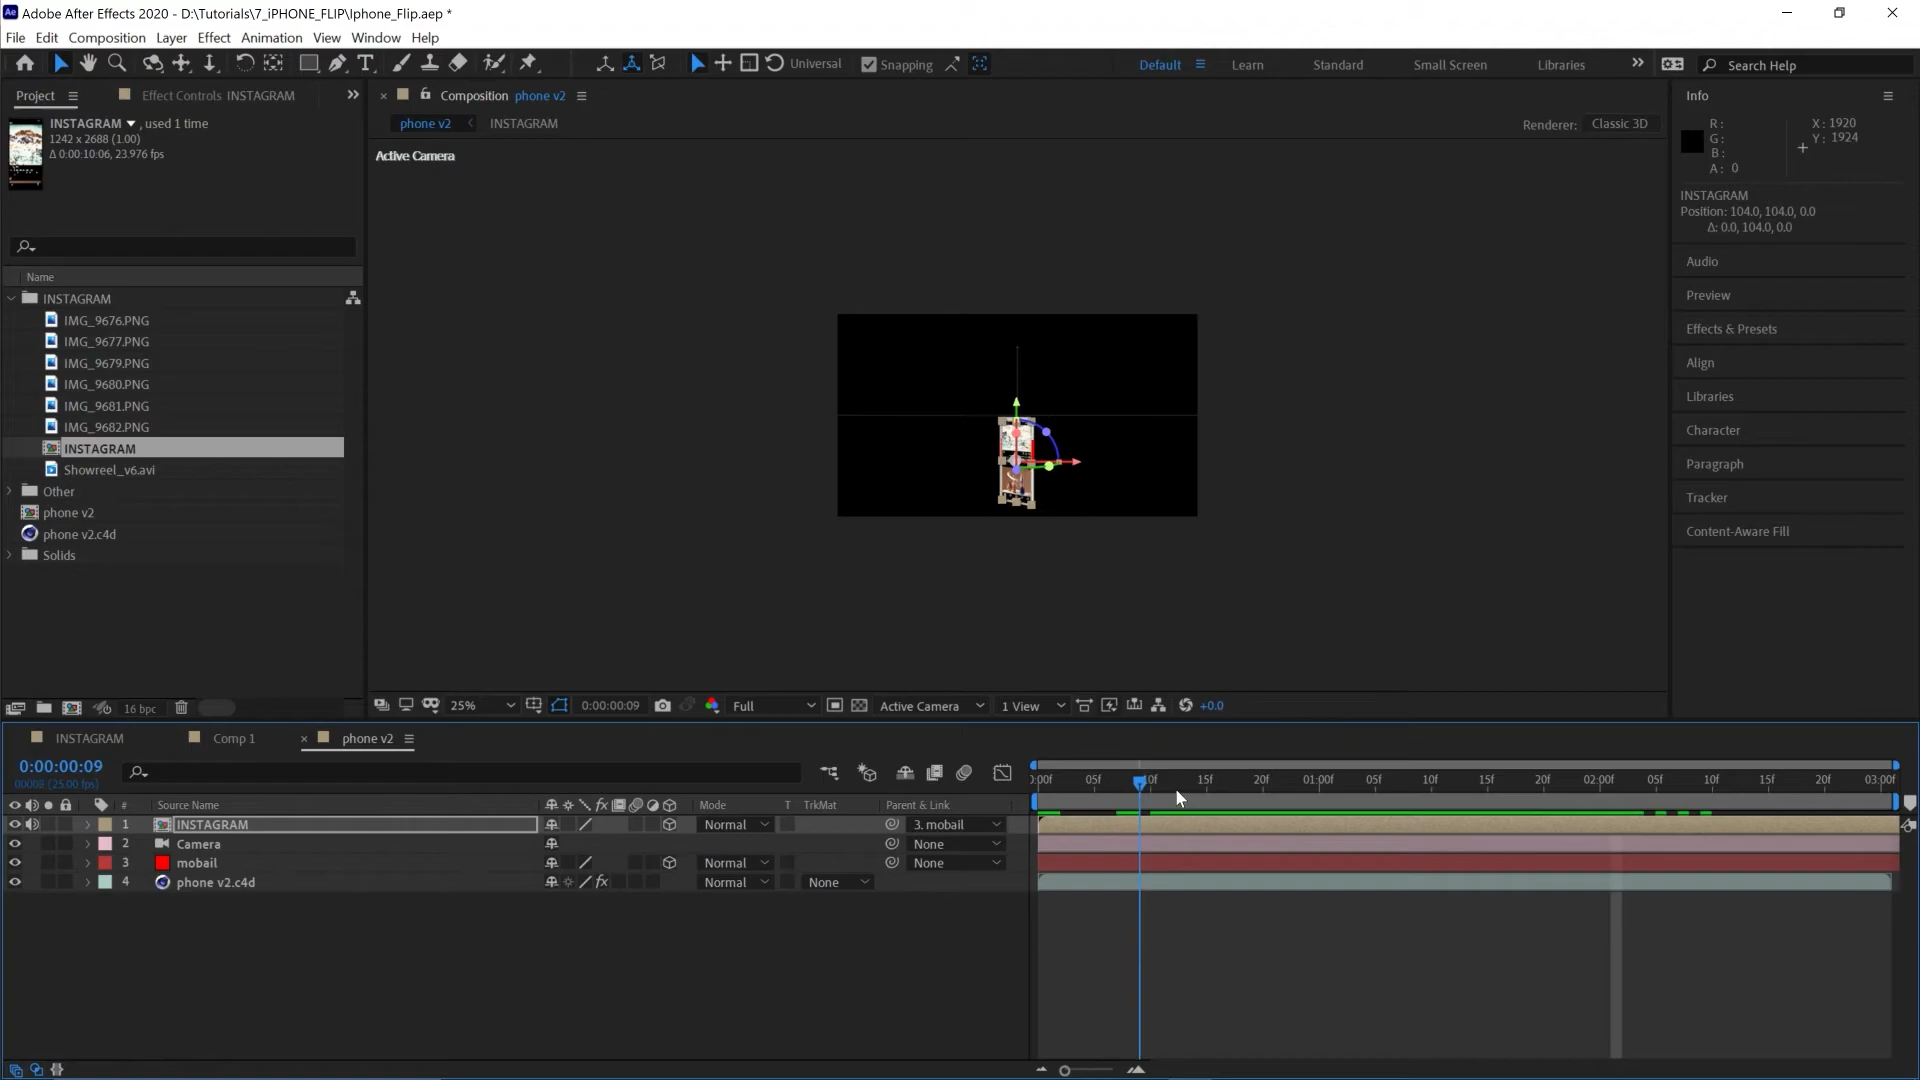 Adobe After Effects 2020 - D:\Tutorials\7_iPHONE_FLIP\Iphone_Flip.aep *
File Edit Composition Layer Effect Animation View Window Help
Universal Snapping Default Learn Standard Small Screen Libraries Search Help
Project Effect Controls INSTAGRAM
Composition phone v2
Info
INSTAGRAM , used 1 time
1242 x 2688 (1.00)
Δ 0:00:10:06, 23.976 fps
phone v2 INSTAGRAM
Renderer: Classic 3D
Active Camera
R:
G:
B:
A: 0
X: 1920
Y: 1924
INSTAGRAM
Position: 104.0, 104.0, 0.0
Δ: 0.0, 104.0, 0.0
Audio
Preview
Effects & Presets
Align
Libraries
Character
Paragraph
Tracker
Content-Aware Fill
Name
INSTAGRAM
IMG_9676.PNG
IMG_9677.PNG
IMG_9679.PNG
IMG_9680.PNG
IMG_9681.PNG
IMG_9682.PNG
INSTAGRAM
Showreel_v6.avi
Other
phone v2
phone v2.c4d
Solids
16 bpc
25% 0:00:00:09 Full Active Camera 1 View +0.0
INSTAGRAM Comp 1 phone v2
0:00:00:09
(25.00 fps)
:00f 05f 10f 15f 20f 01:00f 05f 10f 15f 20f 02:00f 05f 10f 15f 20f 03:00f
# Source Name Mode T TrkMat Parent & Link
1 INSTAGRAM Normal 3. mobail
2 Camera None
3 mobail Normal None
4 phone v2.c4d Normal None